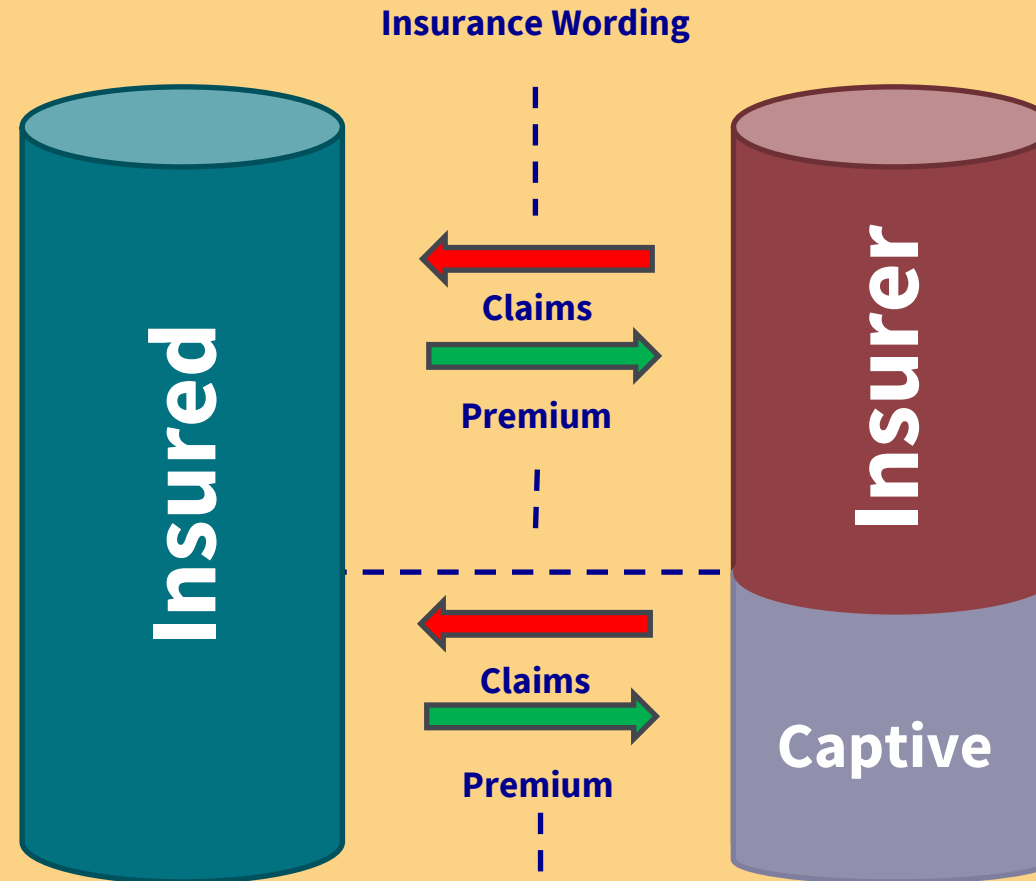 Insurance Wording
Insured
Claims
Premium
Insurer
Claims
Premium
Captive